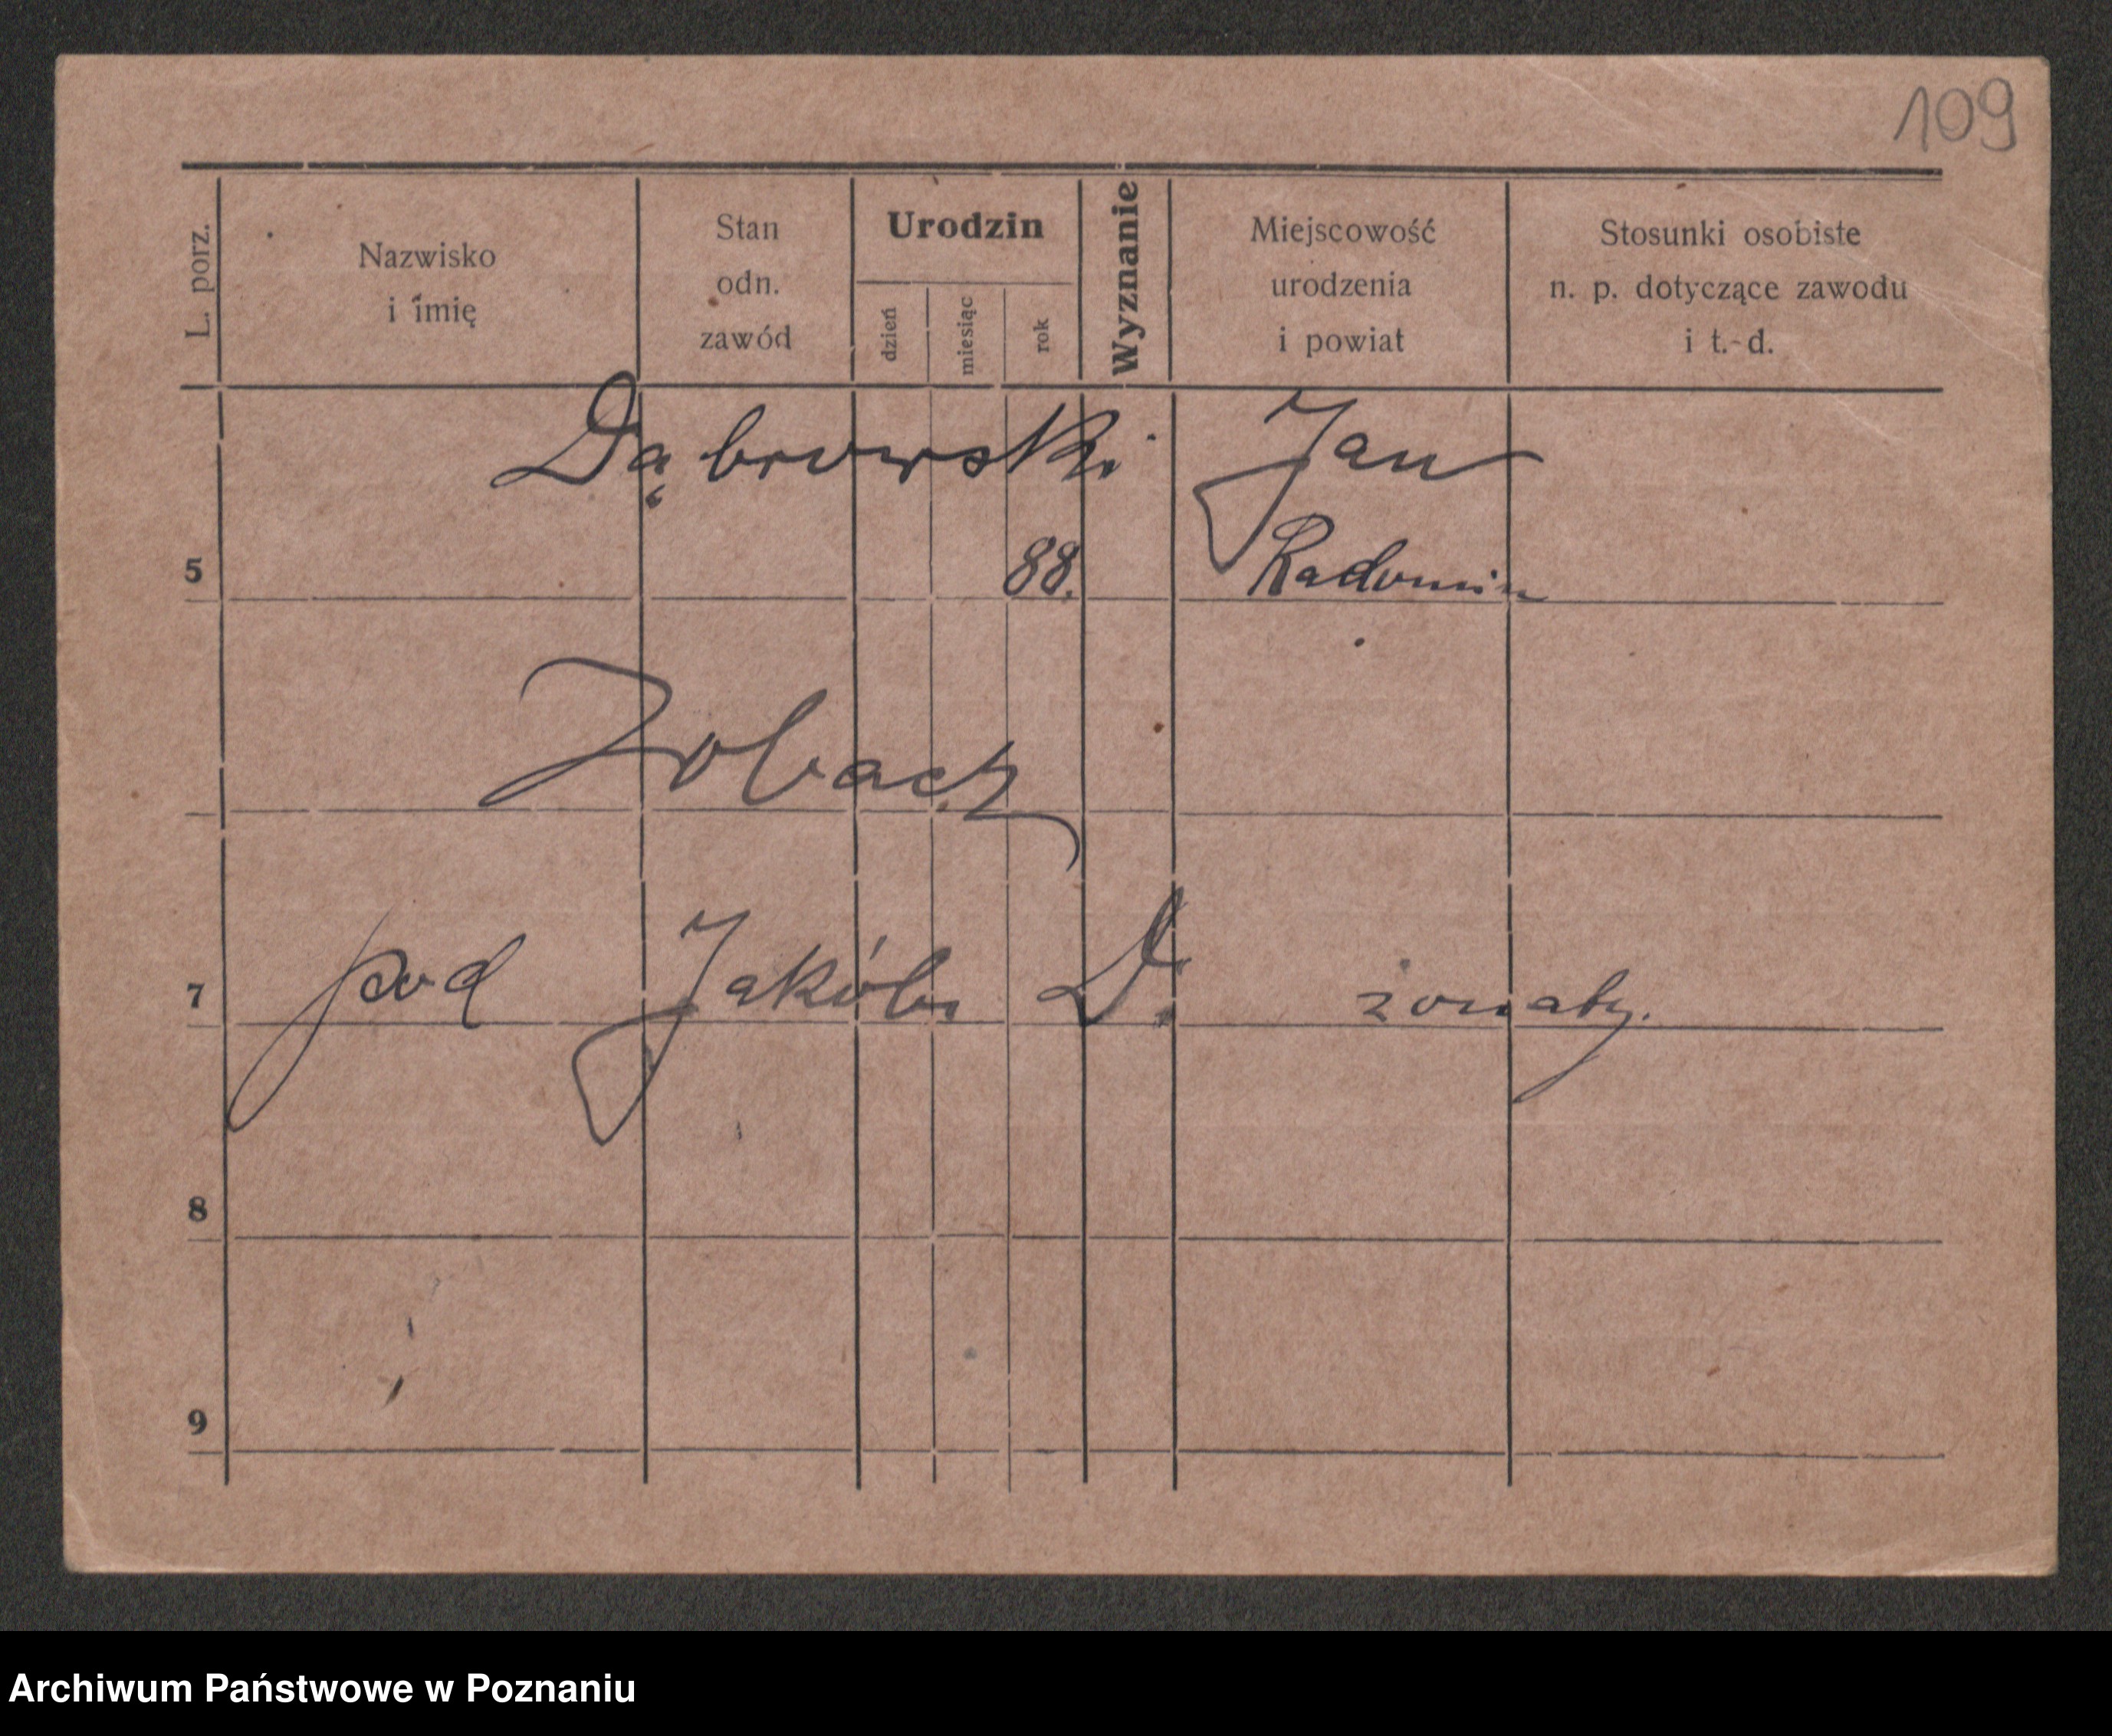 109
L. porz.
Nazwisko
i imię
Stan
odn.
zawód
Urodzin
dzień
miesiąc
rok
Wyznanie
Miejscowość
urodzenia
i powiat
Stosunki osobiste
n. p. dotyczące zawodu
i t. d.
Dąbrowski Jan
5 88. Radomin
Zobacz
7 pod Jakób D. żonaty.
8
9
Archiwum Państwowe w Poznaniu